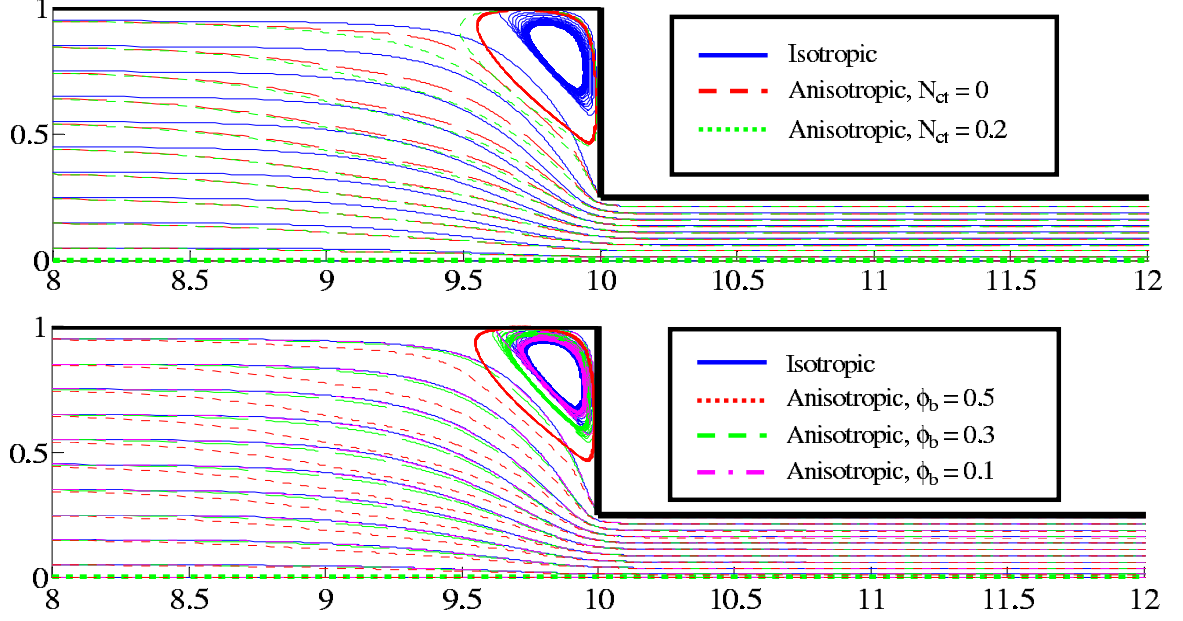 1
0.5
0
Isotropic
Anisotropic, N_ct = 0
Anisotropic, N_ct = 0.2
8 8.5 9 9.5 10 10.5 11 11.5 12
1
0.5
0
Isotropic
Anisotropic, ϕ_b = 0.5
Anisotropic, ϕ_b = 0.3
Anisotropic, ϕ_b = 0.1
8 8.5 9 9.5 10 10.5 11 11.5 12